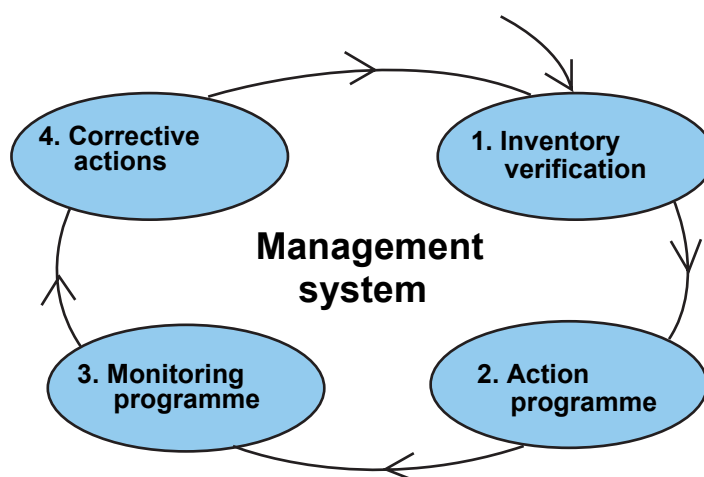 4. Corrective
actions
1. Inventory
verification
Management
system
3. Monitoring
programme
2. Action
programme